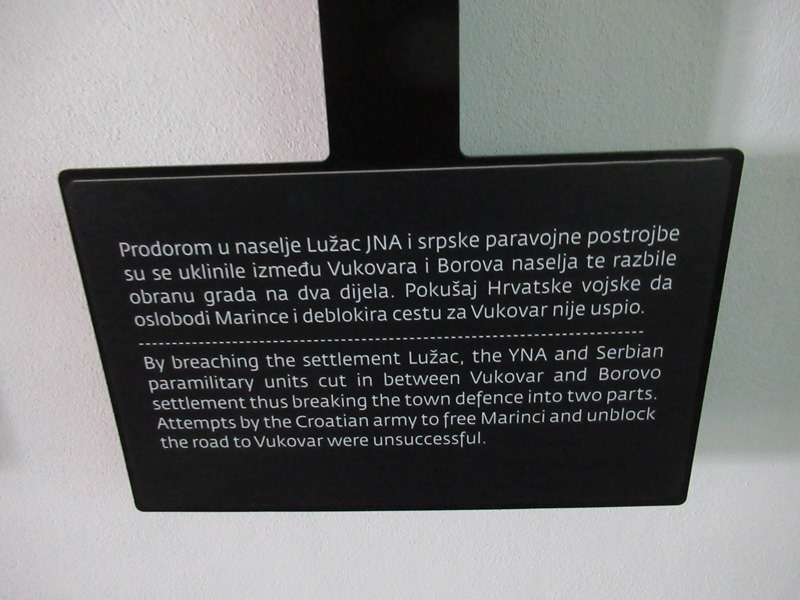 Prodorom u naselje Lužac JNA i srpske paravojne postrojbe
su se uklinile između Vukovara i Borova naselja te razbile
obranu grada na dva dijela. Pokušaj Hrvatske vojske da
oslobodi Marince i deblokira cestu za Vukovar nije uspio.
By breaching the settlement Lužac, the YNA and Serbian
paramilitary units cut in between Vukovar and Borovo
settlement thus breaking the town defence into two parts.
Attempts by the Croatian army to free Marinci and unblock
the road to Vukovar were unsuccessful.